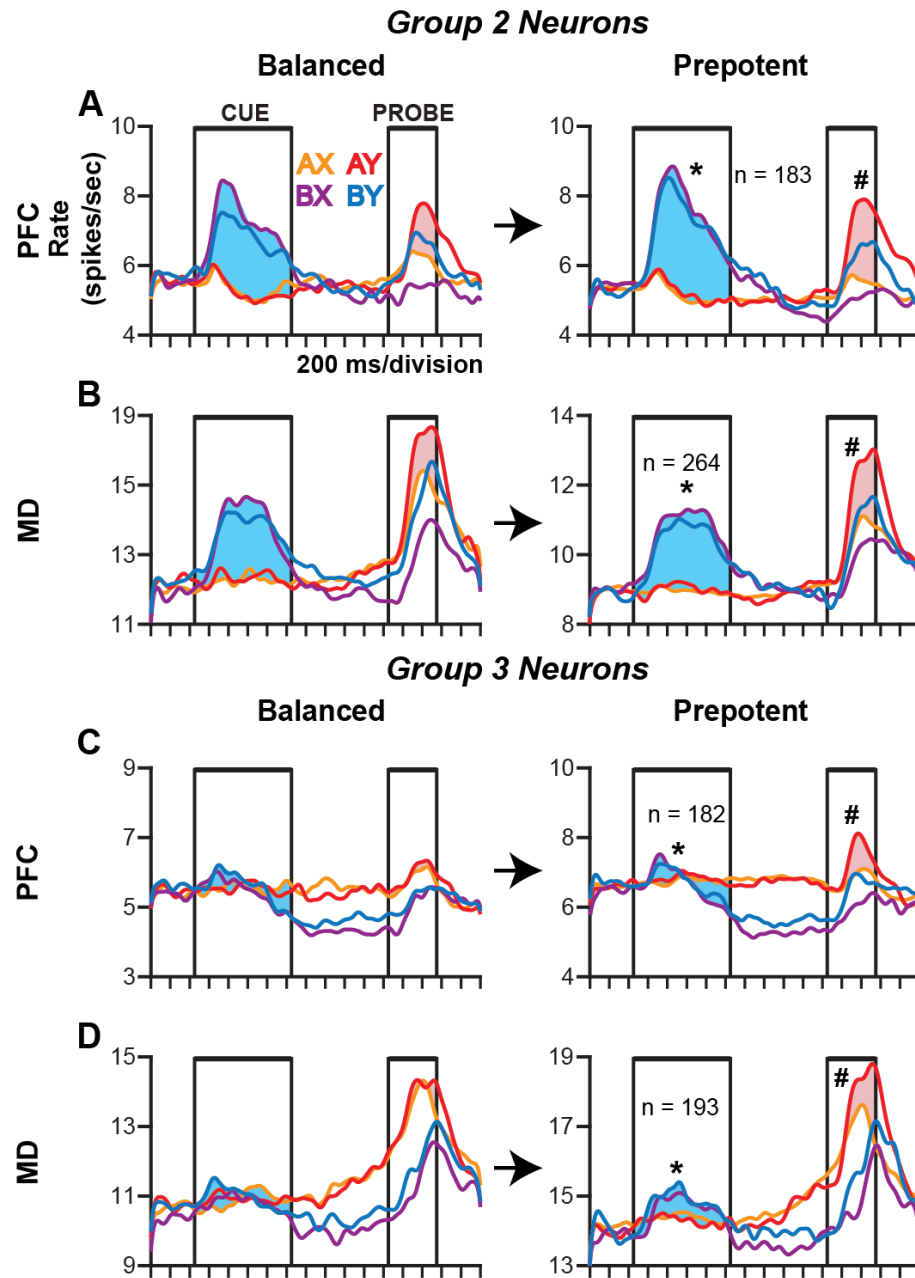 Group 2 Neurons
Balanced Prepotent
A
CUE PROBE
AX AY
BX BY
* n = 183 #
PFC
Rate
(spikes/sec)
10
8
6
4
10
8
6
4
200 ms/division
B
MD
19
15
13
11
14
12
10
8
n = 264
*
#
Group 3 Neurons
Balanced Prepotent
C
PFC
9
7
5
3
10
8
6
4
n = 182
*
#
D
MD
15
13
11
9
19
17
15
13
n = 193
*
#